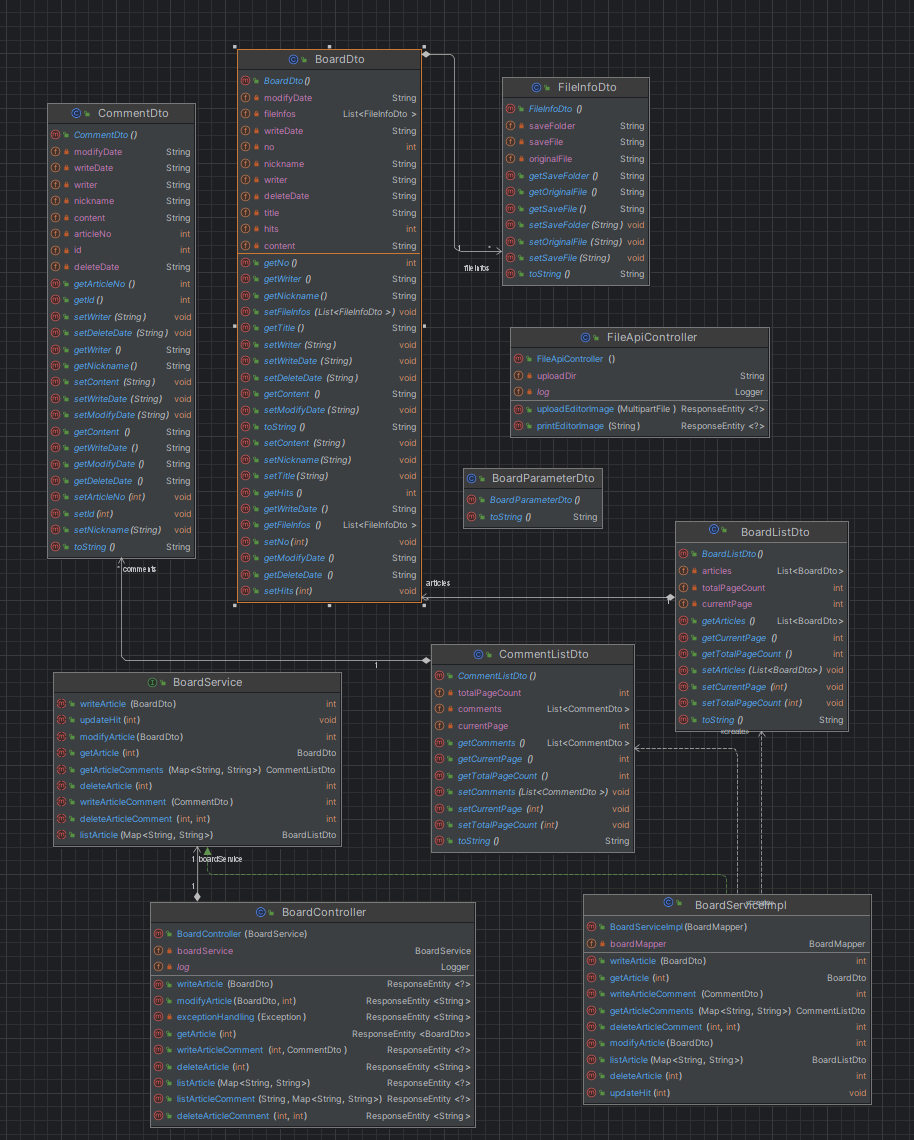 BoardDto
BoardDto()
modifyDate String
fileInfos List<FileInfoDto>
writeDate String
no int
nickname String
writer String
deleteDate String
title String
hits int
content String
getNo() int
getWriter() String
getNickname() String
setFileInfos(List<FileInfoDto>) void
getTitle() String
setWriter(String) void
setWriteDate(String) void
setDeleteDate(String) void
getContent() String
setModifyDate(String) void
toString() String
setContent(String) void
setNickname(String) void
setTitle(String) void
getHits() int
getWriteDate() String
getFileInfos() List<FileInfoDto>
setNo(int) void
getModifyDate() String
getDeleteDate() String
setHits(int) void
FileInfoDto
FileInfoDto()
saveFolder String
saveFile String
originalFile String
getSaveFolder() String
getOriginalFile() String
getSaveFile() String
setSaveFolder(String) void
setOriginalFile(String) void
setSaveFile(String) void
toString() String
1
*
fileInfos
CommentDto
CommentDto()
modifyDate String
writeDate String
writer String
nickname String
content String
articleNo int
id int
deleteDate String
getArticleNo() int
getId() int
setWriter(String) void
setDeleteDate(String) void
getWriter() String
getNickname() String
setContent(String) void
setWriteDate(String) void
setModifyDate(String) void
getContent() String
getWriteDate() String
getModifyDate() String
getDeleteDate() String
setArticleNo(int) void
setId(int) void
setNickname(String) void
toString() String
* comments
FileApiController
FileApiController()
uploadDir String
log Logger
uploadEditorImage(MultipartFile) ResponseEntity<?>
printEditorImage(String) ResponseEntity<?>
BoardParameterDto
BoardParameterDto()
toString() String
BoardListDto
BoardListDto()
articles List<BoardDto>
totalPageCount int
currentPage int
getArticles() List<BoardDto>
getCurrentPage() int
getTotalPageCount() int
setArticles(List<BoardDto>) void
setCurrentPage(int) void
setTotalPageCount(int) void
toString() String
articles
1
«create»
CommentListDto
CommentListDto()
totalPageCount int
comments List<CommentDto>
currentPage int
getComments() List<CommentDto>
getCurrentPage() int
getTotalPageCount() int
setComments(List<CommentDto>) void
setCurrentPage(int) void
setTotalPageCount(int) void
toString() String
1
BoardService
writeArticle(BoardDto) int
updateHit(int) void
modifyArticle(BoardDto) int
getArticle(int) BoardDto
getArticleComments(Map<String, String>) CommentListDto
deleteArticle(int) int
writeArticleComment(CommentDto) int
deleteArticleComment(int, int) int
listArticle(Map<String, String>) BoardListDto
1 boardService
1
BoardController
BoardController(BoardService)
boardService BoardService
log Logger
writeArticle(BoardDto) ResponseEntity<?>
modifyArticle(BoardDto, int) ResponseEntity<String>
exceptionHandling(Exception) ResponseEntity<String>
getArticle(int) ResponseEntity<BoardDto>
writeArticleComment(int, CommentDto) ResponseEntity<?>
deleteArticle(int) ResponseEntity<String>
listArticle(Map<String, String>) ResponseEntity<?>
listArticleComment(String, Map<String, String>) ResponseEntity<?>
deleteArticleComment(int, int) ResponseEntity<String>
BoardServiceImpl
BoardServiceImpl(BoardMapper)
boardMapper BoardMapper
writeArticle(BoardDto) int
getArticle(int) BoardDto
writeArticleComment(CommentDto) int
getArticleComments(Map<String, String>) CommentListDto
deleteArticleComment(int, int) int
modifyArticle(BoardDto) int
listArticle(Map<String, String>) BoardListDto
deleteArticle(int) int
updateHit(int) void